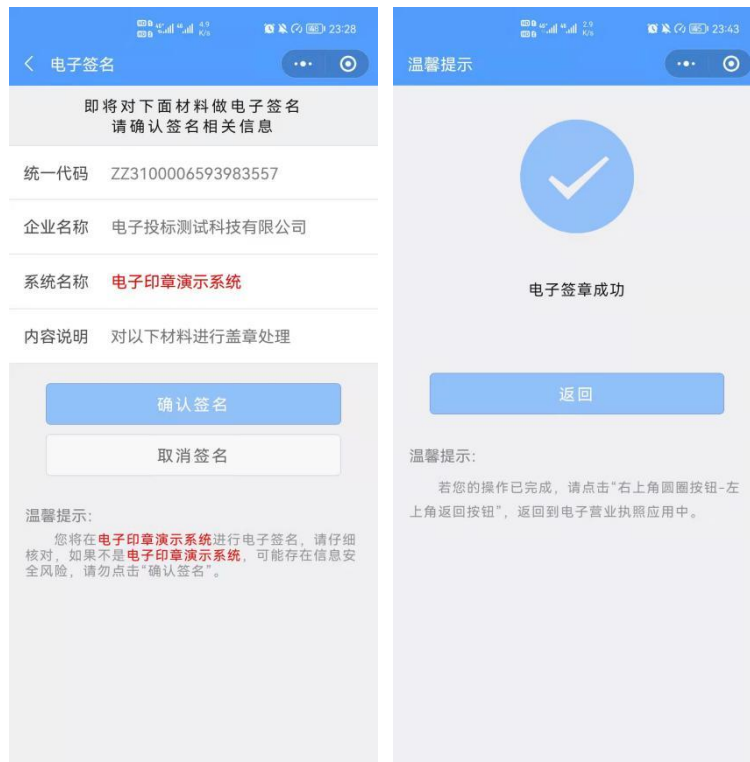 4.9
K/s
23:28
电子签名
即将对下面材料做电子签名
请确认签名相关信息
统一代码 ZZ3100006593983557
企业名称 电子投标测试科技有限公司
系统名称 电子印章演示系统
内容说明 对以下材料进行盖章处理
确认签名
取消签名
温馨提示:
您将在电子印章演示系统进行电子签名，请仔细
核对，如果不是电子印章演示系统，可能存在信息安
全风险，请勿点击“确认签名”。
2.9
K/s
23:43
温馨提示
电子签章成功
返回
温馨提示:
若您的操作已完成，请点击“右上角圆圈按钮-左
上角返回按钮”，返回到电子营业执照应用中。